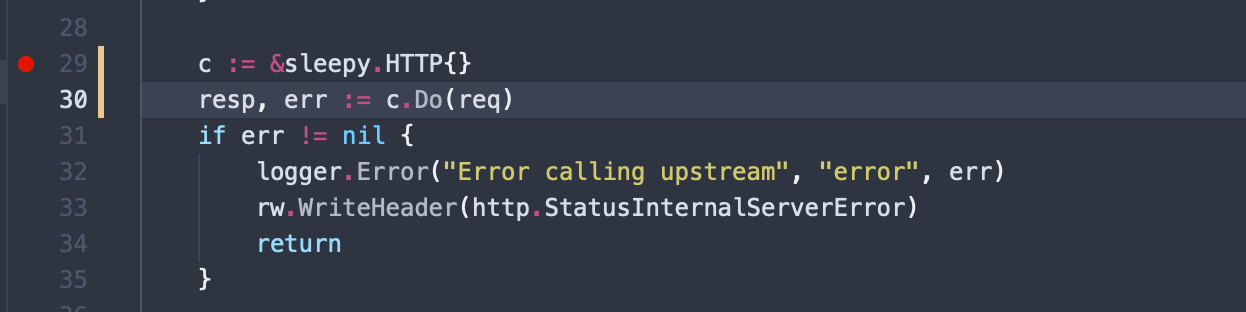 28
29 c := &sleepy.HTTP{}
30 resp, err := c.Do(req)
31 if err != nil {
32 logger.Error("Error calling upstream", "error", err)
33 rw.WriteHeader(http.StatusInternalServerError)
34 return
35 }